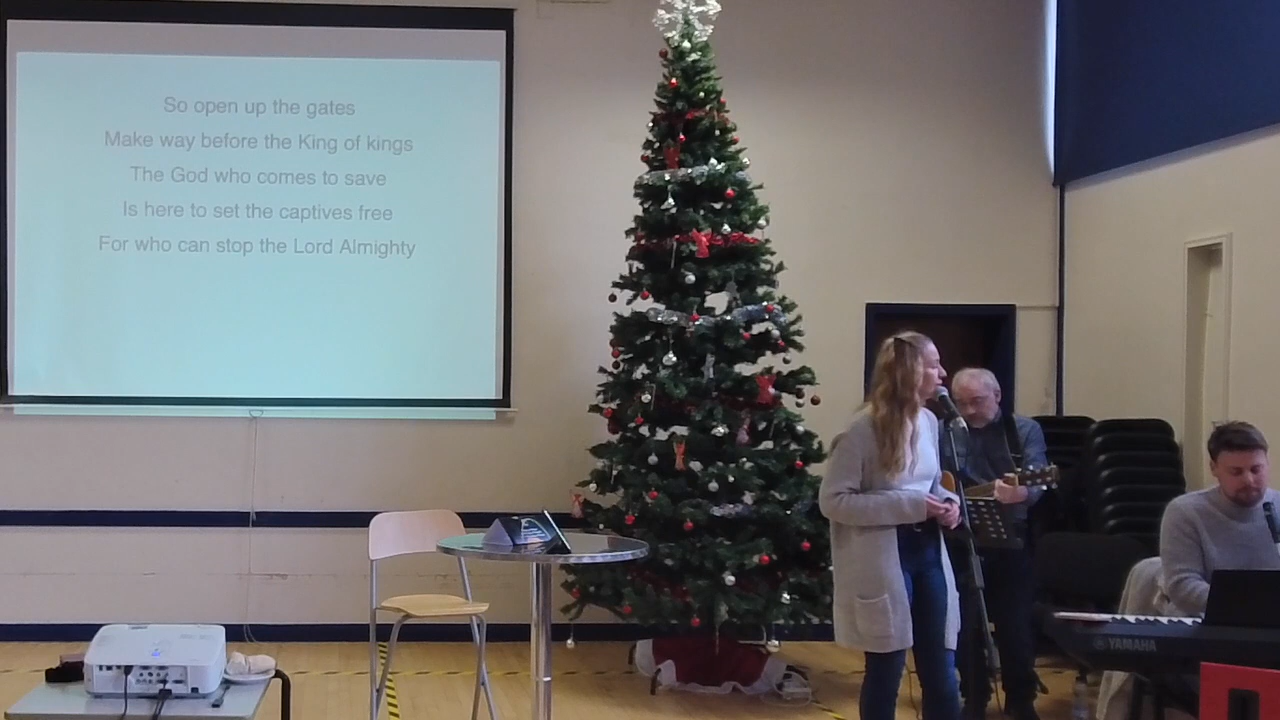 So open up the gates
Make way before the King of kings
The God who comes to save
Is here to set the captives free
For who can stop the Lord Almighty
YAMAHA